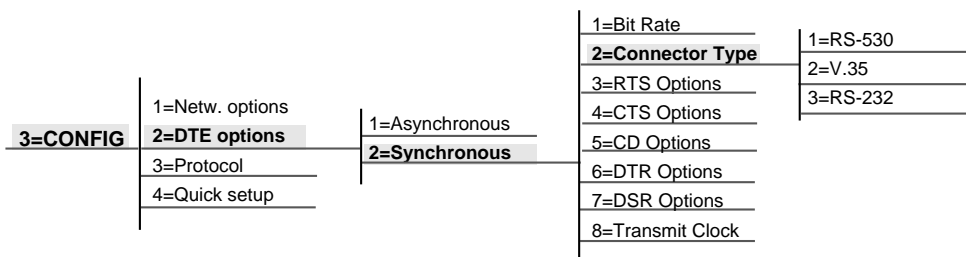 3=CONFIG
1=Netw. options
2=DTE options
3=Protocol
4=Quick setup
1=Asynchronous
2=Synchronous
1=Bit Rate
2=Connector Type
3=RTS Options
4=CTS Options
5=CD Options
6=DTR Options
7=DSR Options
8=Transmit Clock
1=RS-530
2=V.35
3=RS-232